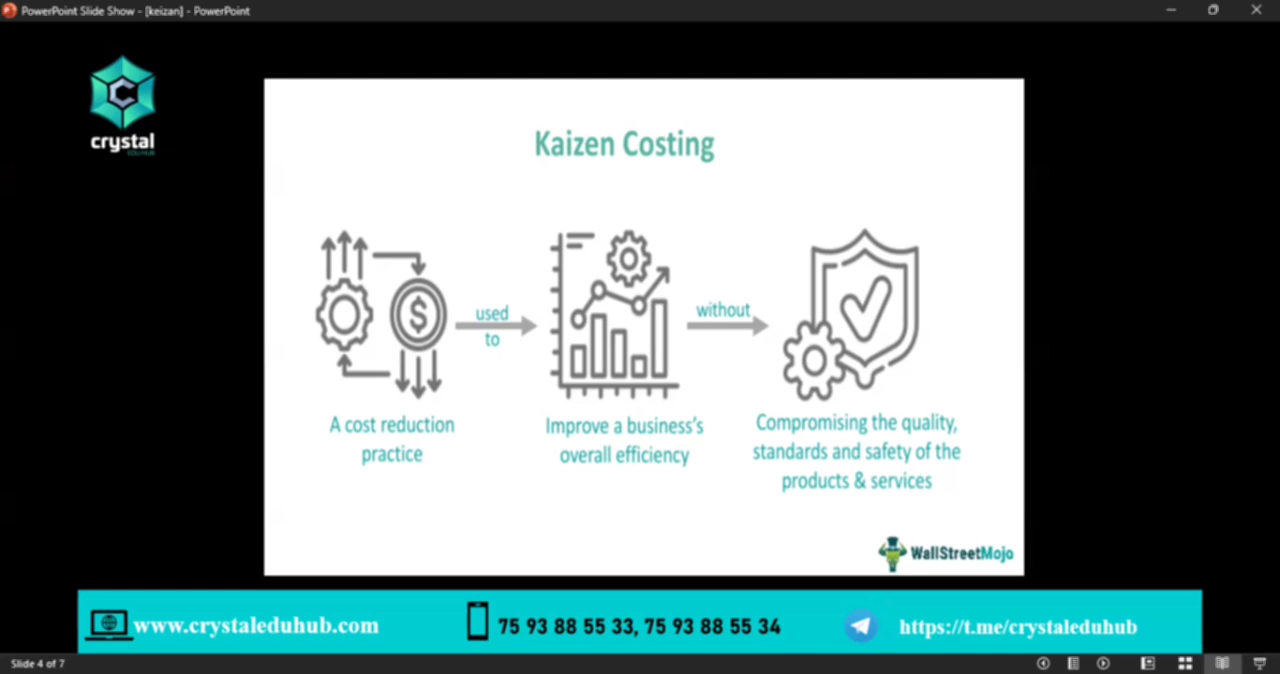 PowerPoint Slide Show - [keizan] - PowerPoint
C
crystal
EDU HUB
Kaizen Costing
$
used
to
without
A cost reduction
practice
Improve a business's
overall efficiency
Compromising the quality,
standards and safety of the
products & services
WallStreetMojo
www.crystaleduhub.com
75 93 88 55 33, 75 93 88 55 34
https://t.me/crystaleduhub
Slide 4 of 7